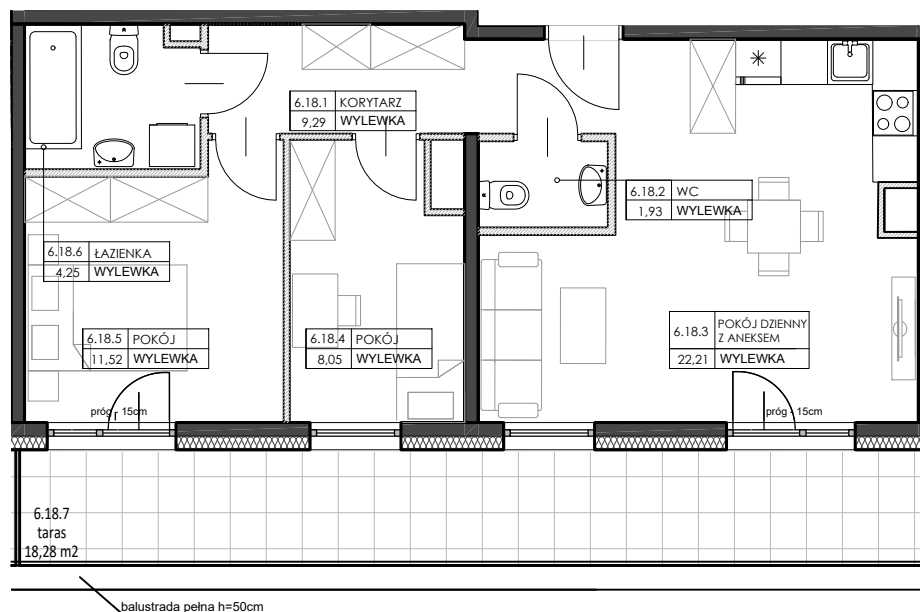 6.18.1 KORYTARZ
9,29 WYLEWKA
6.18.2 WC
1,93 WYLEWKA
6.18.6 ŁAZIENKA
4,25 WYLEWKA
6.18.5 POKÓJ
11,52 WYLEWKA
6.18.4 POKÓJ
8,05 WYLEWKA
6.18.3 POKÓJ DZIENNY
Z ANEKSEM
22,21 WYLEWKA
próg - 15cm
próg - 15cm
6.18.7
taras
18,28 m2
balustrada pełna h=50cm